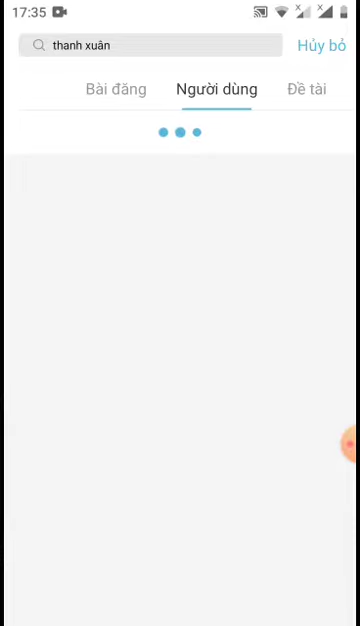 17:35
thanh xuân
Hủy bỏ
Bài đăng Người dùng Đề tài